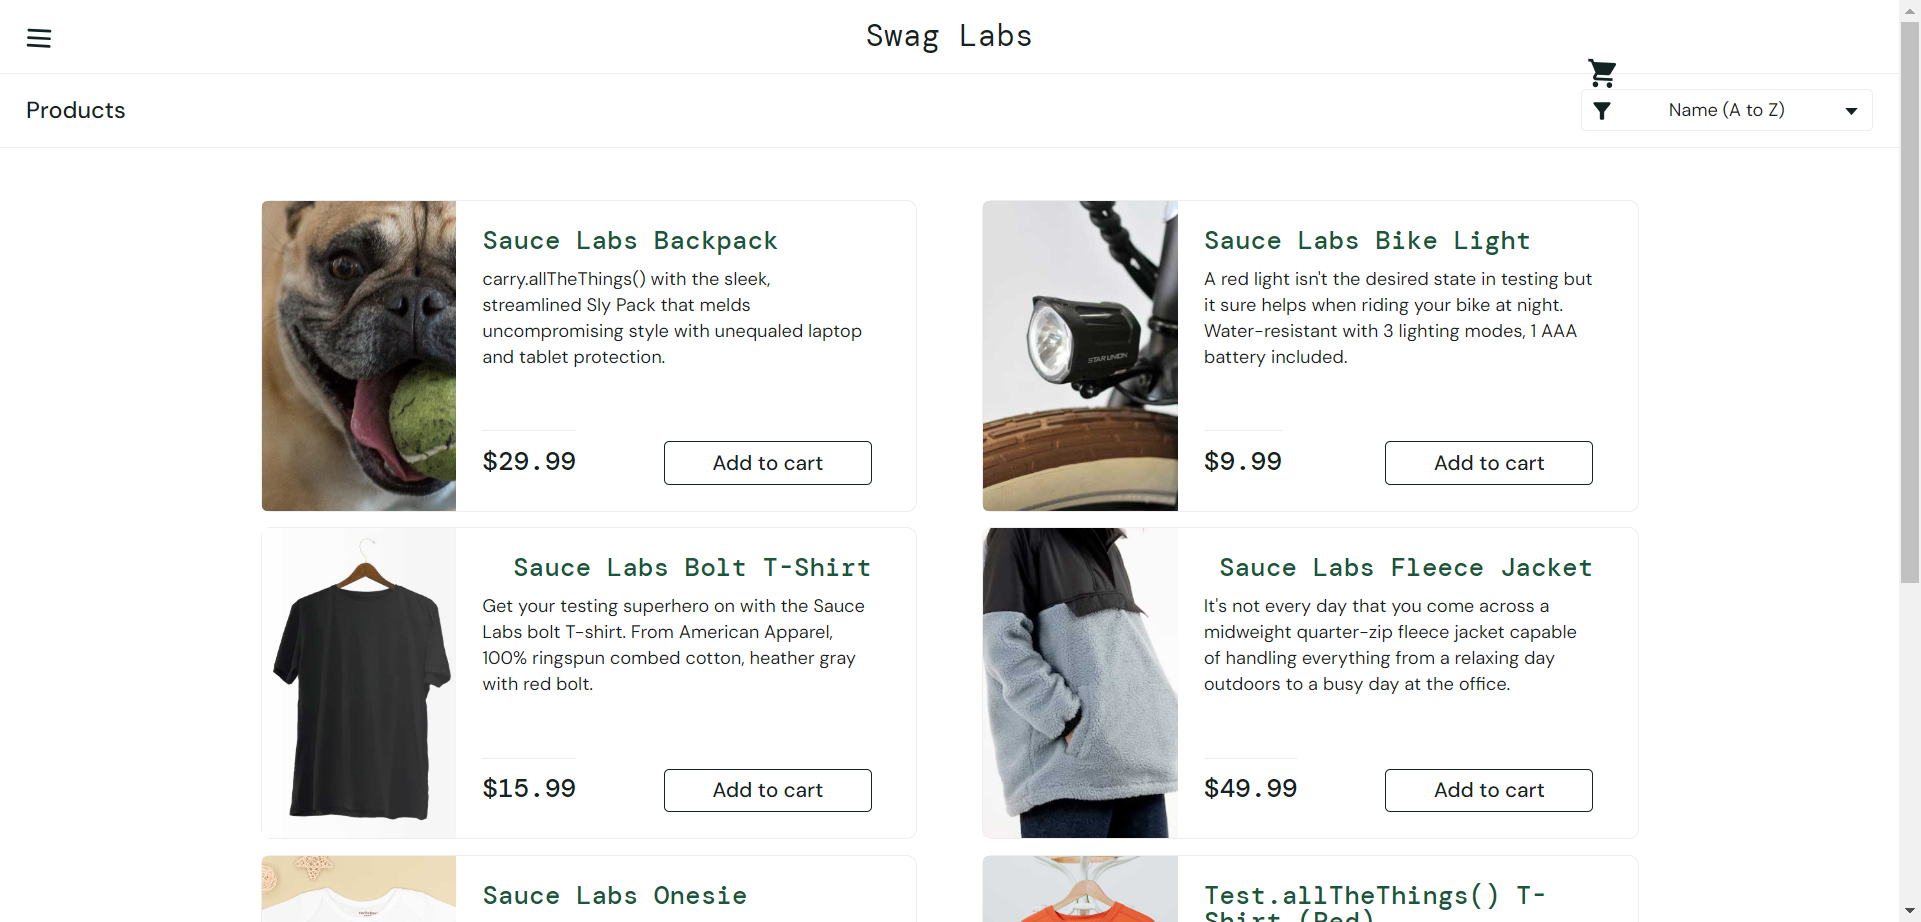 Swag Labs
Products
Name (A to Z)
Sauce Labs Backpack
carry.allTheThings() with the sleek,
streamlined Sly Pack that melds
uncompromising style with unequaled laptop
and tablet protection.
$29.99
Add to cart
Sauce Labs Bike Light
A red light isn't the desired state in testing but
it sure helps when riding your bike at night.
Water-resistant with 3 lighting modes, 1 AAA
battery included.
STAR UNION
$9.99
Add to cart
Sauce Labs Bolt T-Shirt
Get your testing superhero on with the Sauce
Labs bolt T-shirt. From American Apparel,
100% ringspun combed cotton, heather gray
with red bolt.
$15.99
Add to cart
Sauce Labs Fleece Jacket
It's not every day that you come across a
midweight quarter-zip fleece jacket capable
of handling everything from a relaxing day
outdoors to a busy day at the office.
$49.99
Add to cart
Sauce Labs Onesie
Test.allTheThings() T-
Shirt (Red)